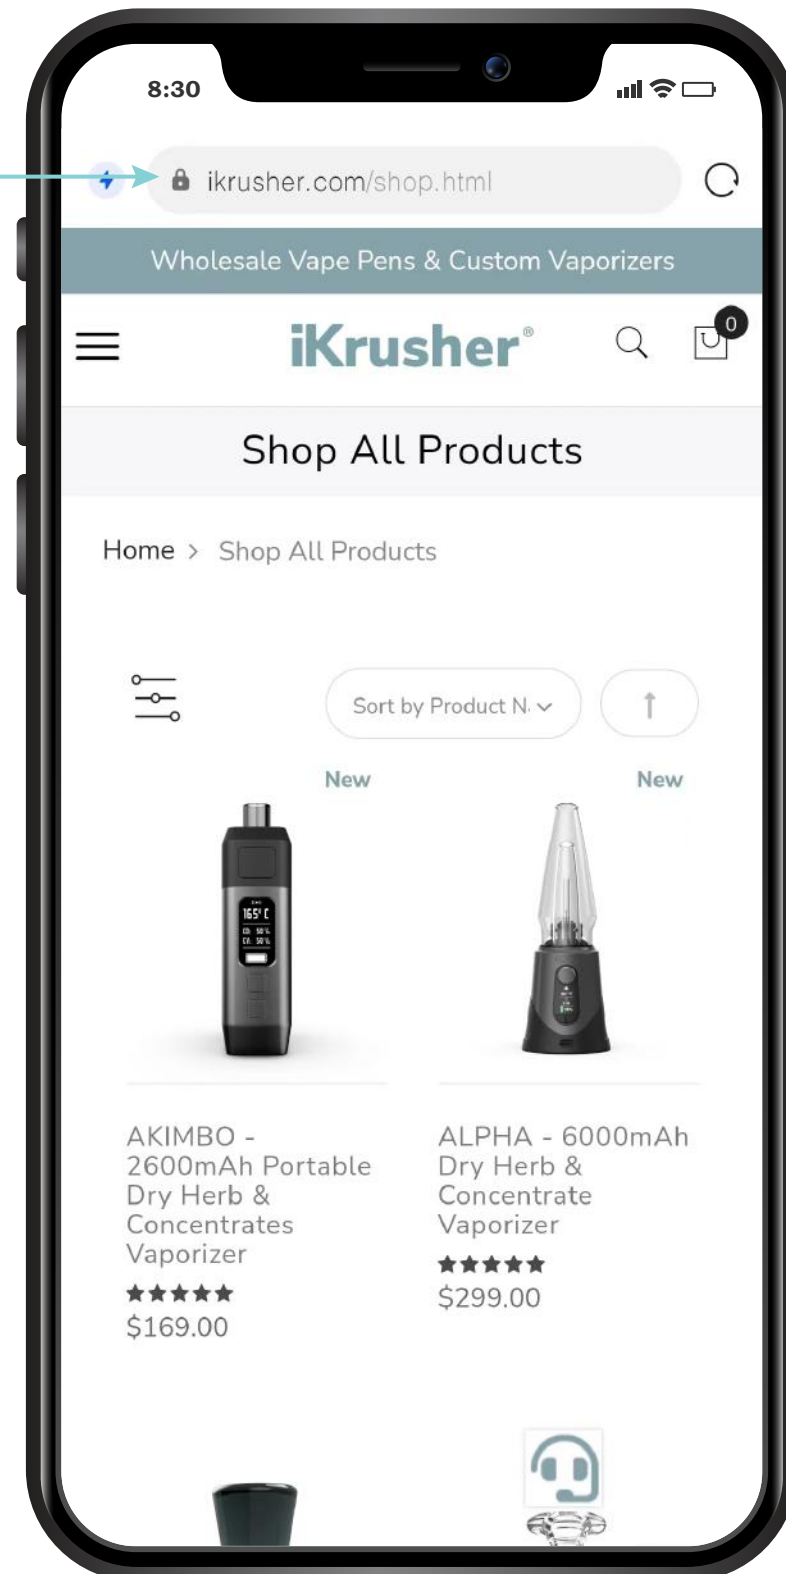 8:30
ikrusher.com/shop.html
Wholesale Vape Pens & Custom Vaporizers
iKrusher®
0
Shop All Products
Home > Shop All Products
Sort by Product N
New
New
165° C
AKIMBO -
2600mAh Portable
Dry Herb &
Concentrates
Vaporizer
$169.00
ALPHA - 6000mAh
Dry Herb &
Concentrate
Vaporizer
$299.00